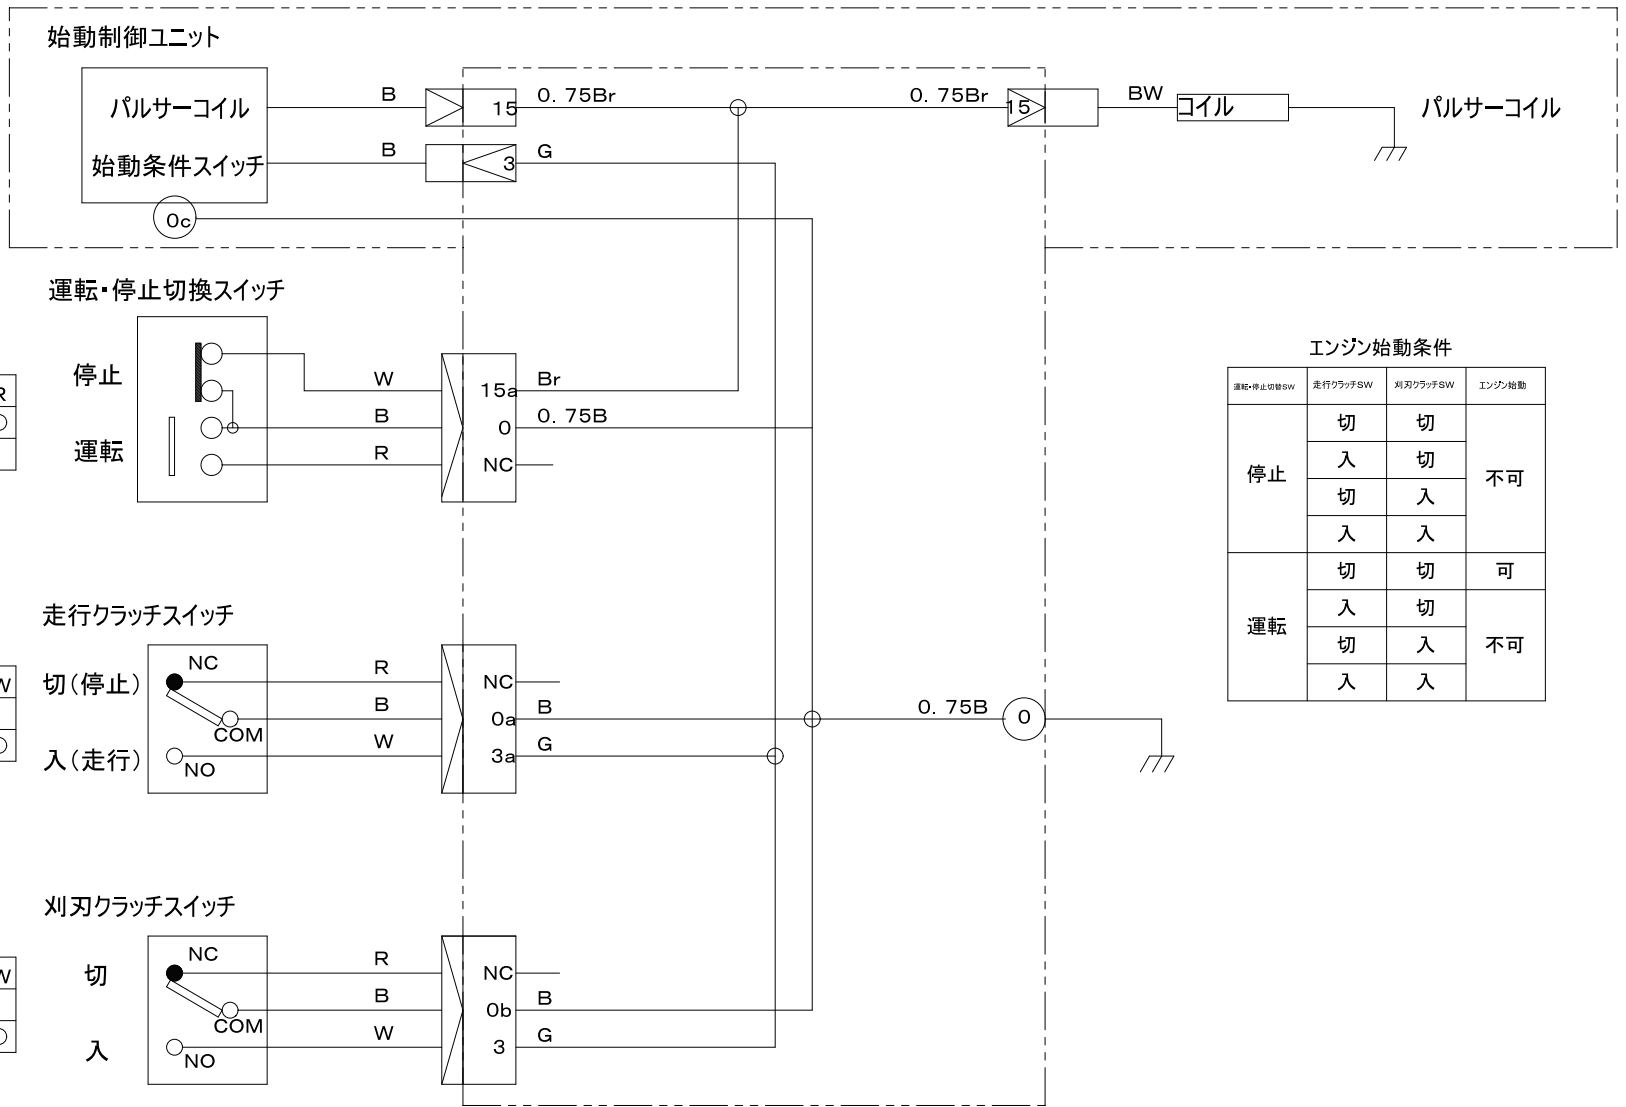 始動制御ユニット
パルサーコイル B 15 0.75Br 0.75Br 15 BW コイル パルサーコイル
始動条件スイッチ B 3 G
0c
運転・停止切換スイッチ
停止 W 15a Br
B 0 0.75B
運転 R NC
R
エンジン始動条件
運転・停止切替SW 走行クラッチSW 刈刃クラッチSW エンジン始動
切 切
入 切
停止 不可
切 入
入 入
切 切 可
入 切
運転 不可
切 入
入 入
走行クラッチスイッチ
W 切(停止) NC R NC
COM B 0a B 0.75B 0
入(走行) NO W 3a G
刈刃クラッチスイッチ
W 切 NC R NC
COM B 0b B
入 NO W 3 G